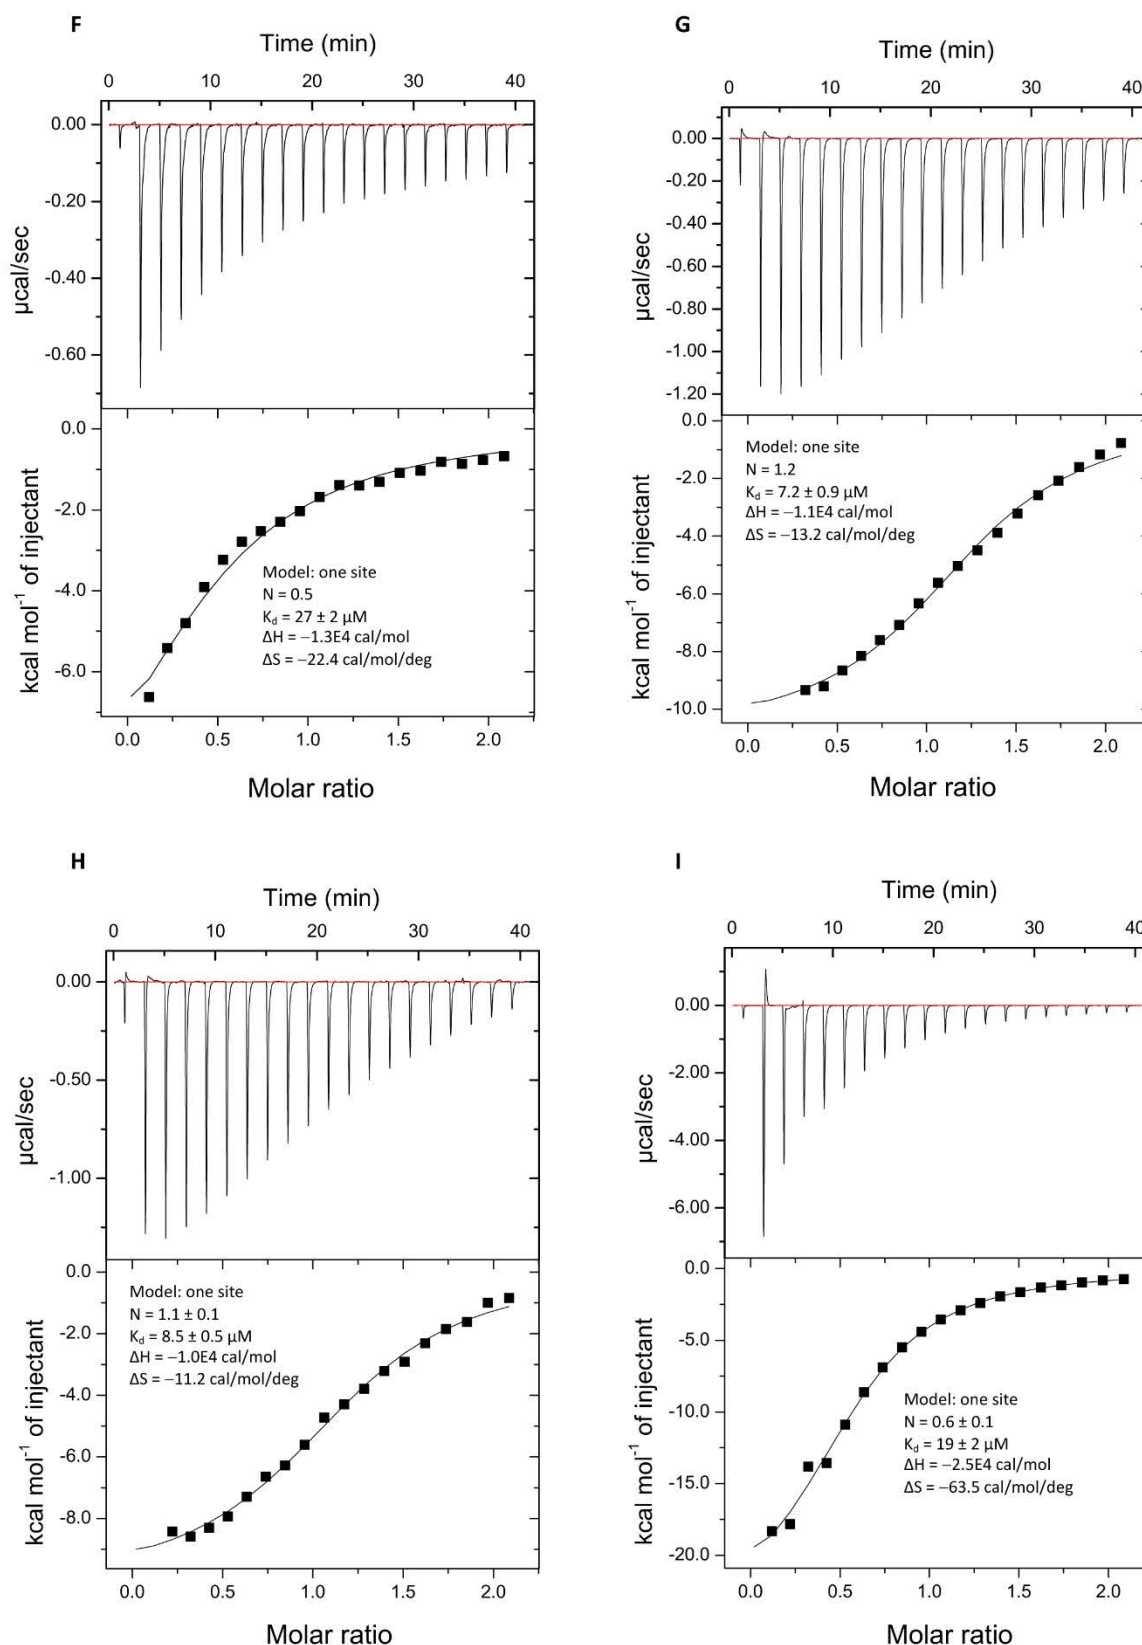 F
Time (min)
0 10 20 30 40
0.00
-0.20
-0.40
-0.60
µcal/sec
0.0
-2.0
-4.0
-6.0
kcal mol⁻¹ of injectant
Model: one site
N = 0.5
K_d = 27 ± 2 µM
ΔH = −1.3E4 cal/mol
ΔS = −22.4 cal/mol/deg
0.0 0.5 1.0 1.5 2.0
Molar ratio
G
Time (min)
0 10 20 30 40
0.00
-0.20
-0.40
-0.60
-0.80
-1.00
-1.20
µcal/sec
0.0
-2.0
-4.0
-6.0
-8.0
-10.0
kcal mol⁻¹ of injectant
Model: one site
N = 1.2
K_d = 7.2 ± 0.9 µM
ΔH = −1.1E4 cal/mol
ΔS = −13.2 cal/mol/deg
0.0 0.5 1.0 1.5 2.0
Molar ratio
H
Time (min)
0 10 20 30 40
0.00
-0.50
-1.00
µcal/sec
0.0
-2.0
-4.0
-6.0
-8.0
kcal mol⁻¹ of injectant
Model: one site
N = 1.1 ± 0.1
K_d = 8.5 ± 0.5 µM
ΔH = −1.0E4 cal/mol
ΔS = −11.2 cal/mol/deg
0.0 0.5 1.0 1.5 2.0
Molar ratio
I
Time (min)
0 10 20 30 40
0.00
-2.00
-4.00
-6.00
µcal/sec
0.0
-5.0
-10.0
-15.0
-20.0
kcal mol⁻¹ of injectant
Model: one site
N = 0.6 ± 0.1
K_d = 19 ± 2 µM
ΔH = −2.5E4 cal/mol
ΔS = −63.5 cal/mol/deg
0.0 0.5 1.0 1.5 2.0
Molar ratio